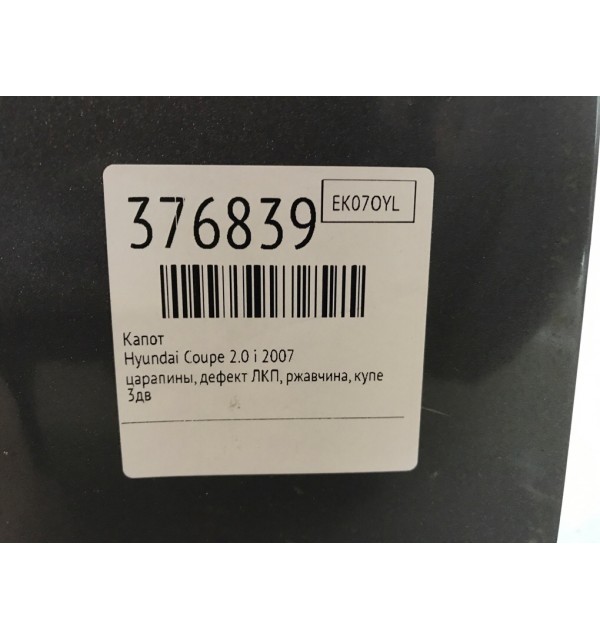 376839
EK07OYL
Капот
Hyundai Coupe 2.0 i 2007
царапины, дефект ЛКП, ржавчина, купе
3дв